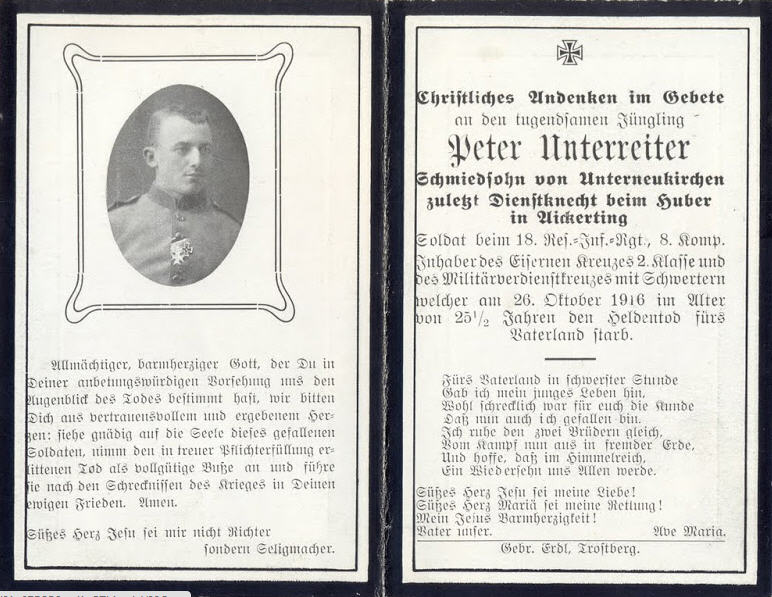 Allmächtiger, barmherziger Gott, der Du in
Deiner anbetungswürdigen Vorsehung uns den
Augenblick des Todes bestimmt hast, wir bitten
Dich aus vertrauensvollem und ergebenem Her-
zen: siehe gnädig auf die Seele dieses gefallenen
Soldaten, nimm den in treuer Pflichterfüllung er-
littenen Tod als vollgütige Buße an und führe
sie nach den Schrecknissen des Krieges in Deinen
ewigen Frieden. Amen.
Süßes Herz Jesu sei mir nicht Richter
sondern Seligmacher.
Christliches Andenken im Gebete
an den tugendsamen Jüngling
Peter Unterreiter
Schmiedsohn von Unterneukirchen
zuletzt Dienstknecht beim Huber
in Aickerting
Soldat beim 18. Res.-Inf.-Rgt., 8. Komp.
Inhaber des Eisernen Kreuzes 2. Klasse und
des Militärverdienstkreuzes mit Schwertern
welcher am 26. Oktober 1916 im Alter
von 25½ Jahren den Heldentod fürs
Vaterland starb.
Fürs Vaterland in schwerster Stunde
Gab ich mein junges Leben hin,
Wohl schrecklich war für euch die Kunde
Daß nun auch ich gefallen bin.
Ich ruhe den zwei Brüdern gleich,
Vom Kampf nun aus in fremder Erde,
Und hoffe, daß im Himmelreich,
Ein Wiedersehn uns Allen werde.
Süßes Herz Jesu sei meine Liebe!
Süßes Herz Mariä sei meine Rettung!
Mein Jesus Barmherzigkeit!
Vater unser. Ave Maria.
Gebr. Erdl, Trostberg.